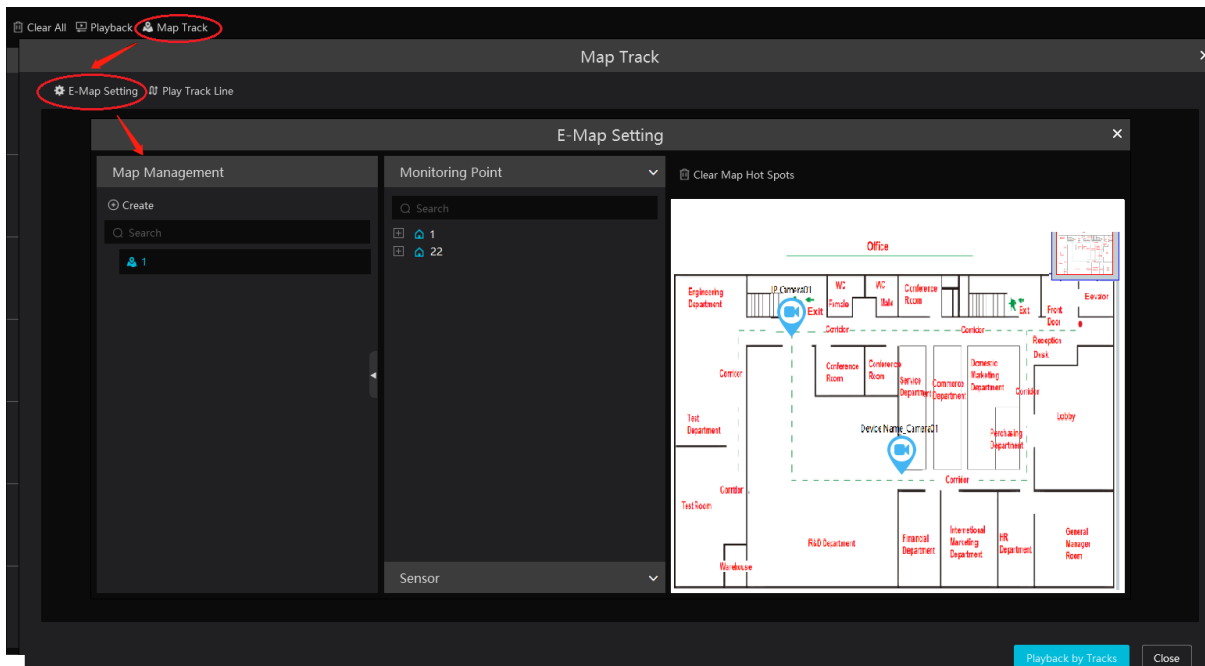 Clear All Playback Map Track
Map Track
E-Map Setting Play Track Line
E-Map Setting
Map Management
Monitoring Point
Clear Map Hot Spots
Create
Search
Search
1
1
22
Office
Engineering
Department
IP_Camera01
WC
Female
WC
Male
Conference
Room
Exit
Exit
Front
Door
Elevator
Corridor
Corridor
Reception
Desk
Corridor
Conference
Room
Conference
Room
Service
Department
Commerce
Department
Domestic
Marketing
Department
Corridor
Lobby
Test
Department
Device Name_Camera01
Perchasing
Department
Corridor
Corridor
Test Room
R&D Department
Financial
Department
International
Marceting
Department
HR
Department
General
Manager
Room
Warehouse
Sensor
Playback by Tracks
Close